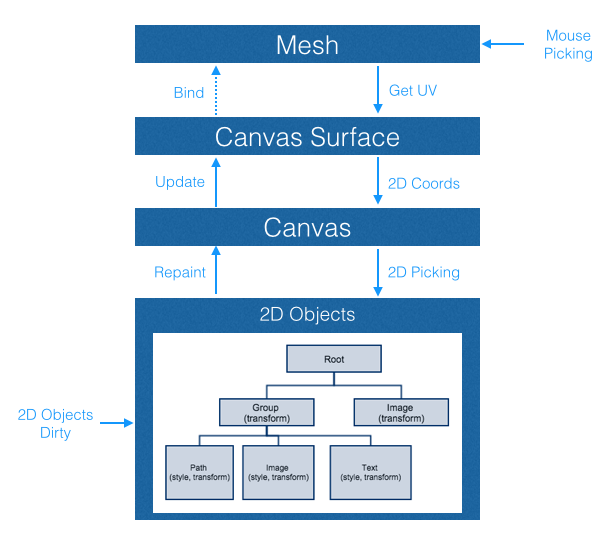 Mesh
Mouse
Picking
Bind
Get UV
Canvas Surface
Update
2D Coords
Canvas
Repaint
2D Picking
2D Objects
Root
Group
(transform)
Image
(transform)
2D Objects
Dirty
Path
(style, transform)
Image
(style, transform)
Text
(style, transform)